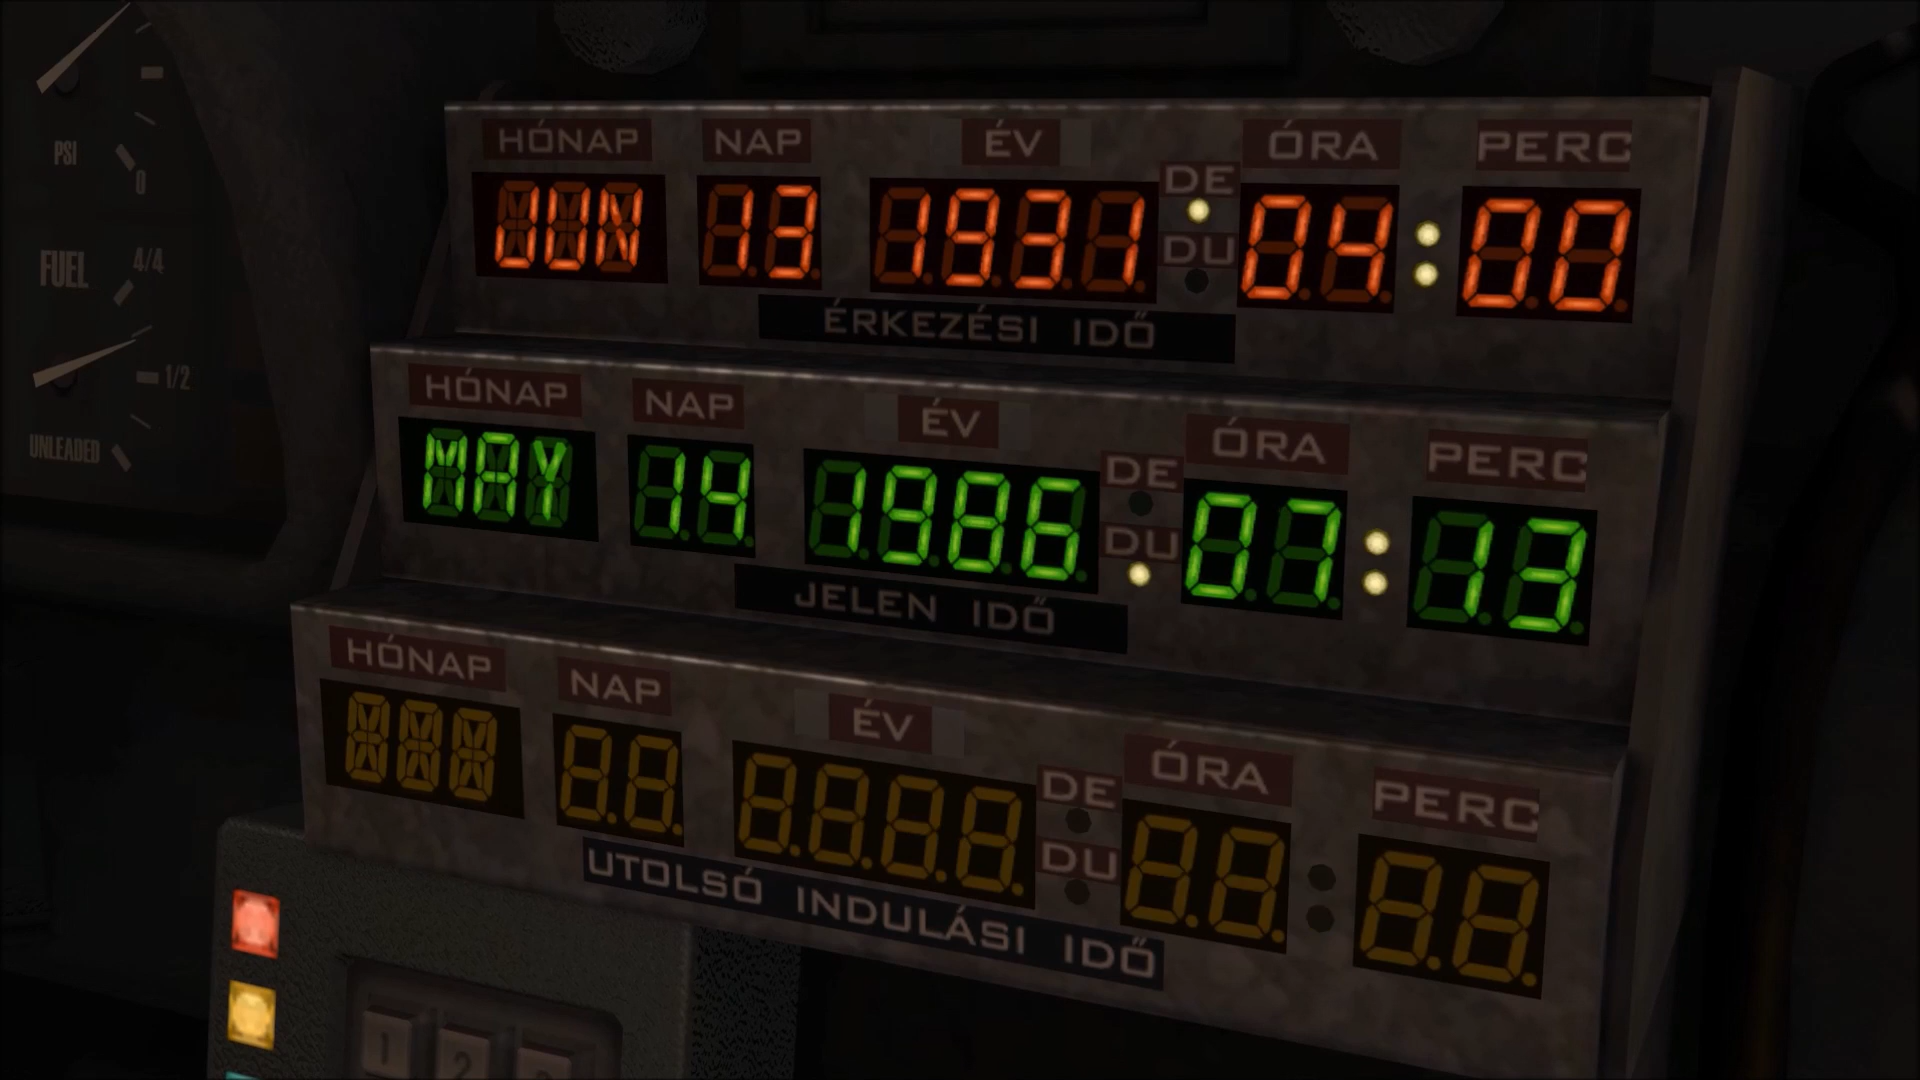 PSI
0
FUEL
4/4
1/2
UNLEADED
HÓNAP NAP ÉV ÓRA PERC
DE
DU
JUN 13 1931 04:00
ÉRKEZÉSI IDŐ
HÓNAP NAP ÉV ÓRA PERC
DE
DU
MAY 14 1986 07:13
JELEN IDŐ
HÓNAP NAP ÉV ÓRA PERC
DE
DU
UTOLSÓ INDULÁSI IDŐ
1 2